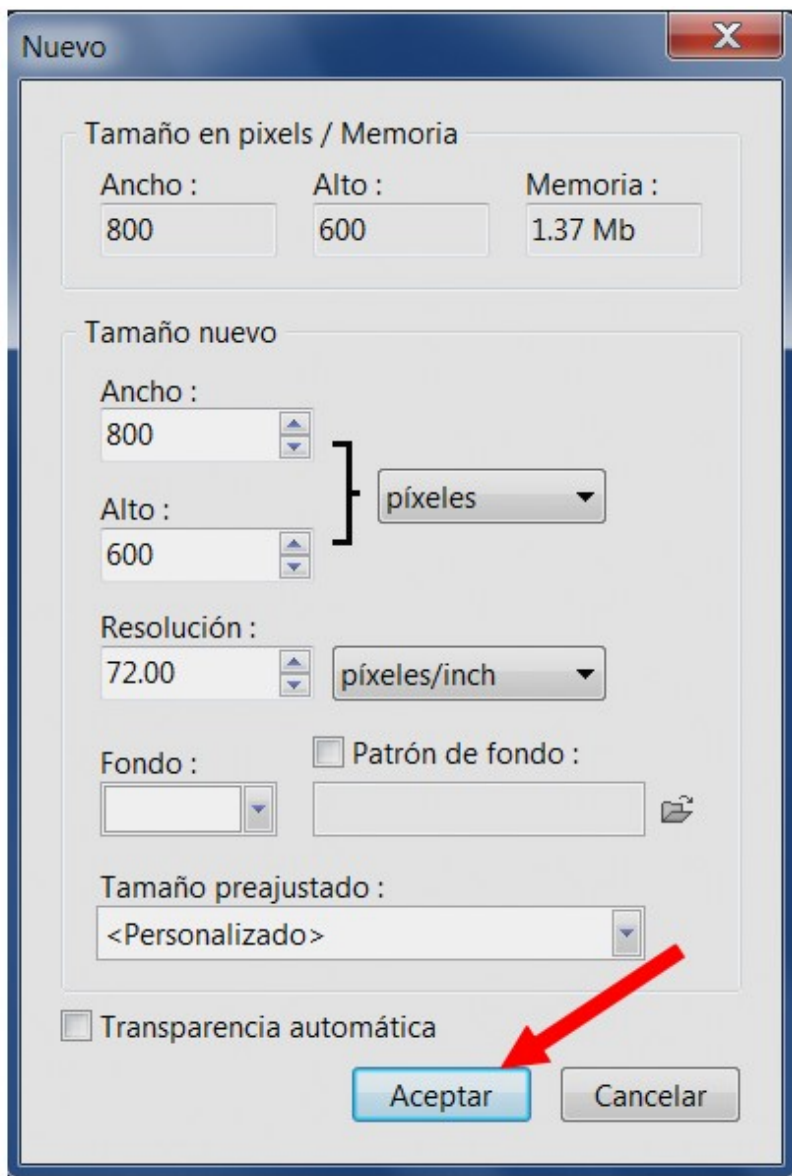 Nuevo
Tamaño en pixels / Memoria
Ancho : Alto : Memoria :
800 600 1.37 Mb
Tamaño nuevo
Ancho :
800
píxeles
Alto :
600
Resolución :
72.00 píxeles/inch
Fondo : Patrón de fondo :
Tamaño preajustado :
<Personalizado>
Transparencia automática
Aceptar Cancelar